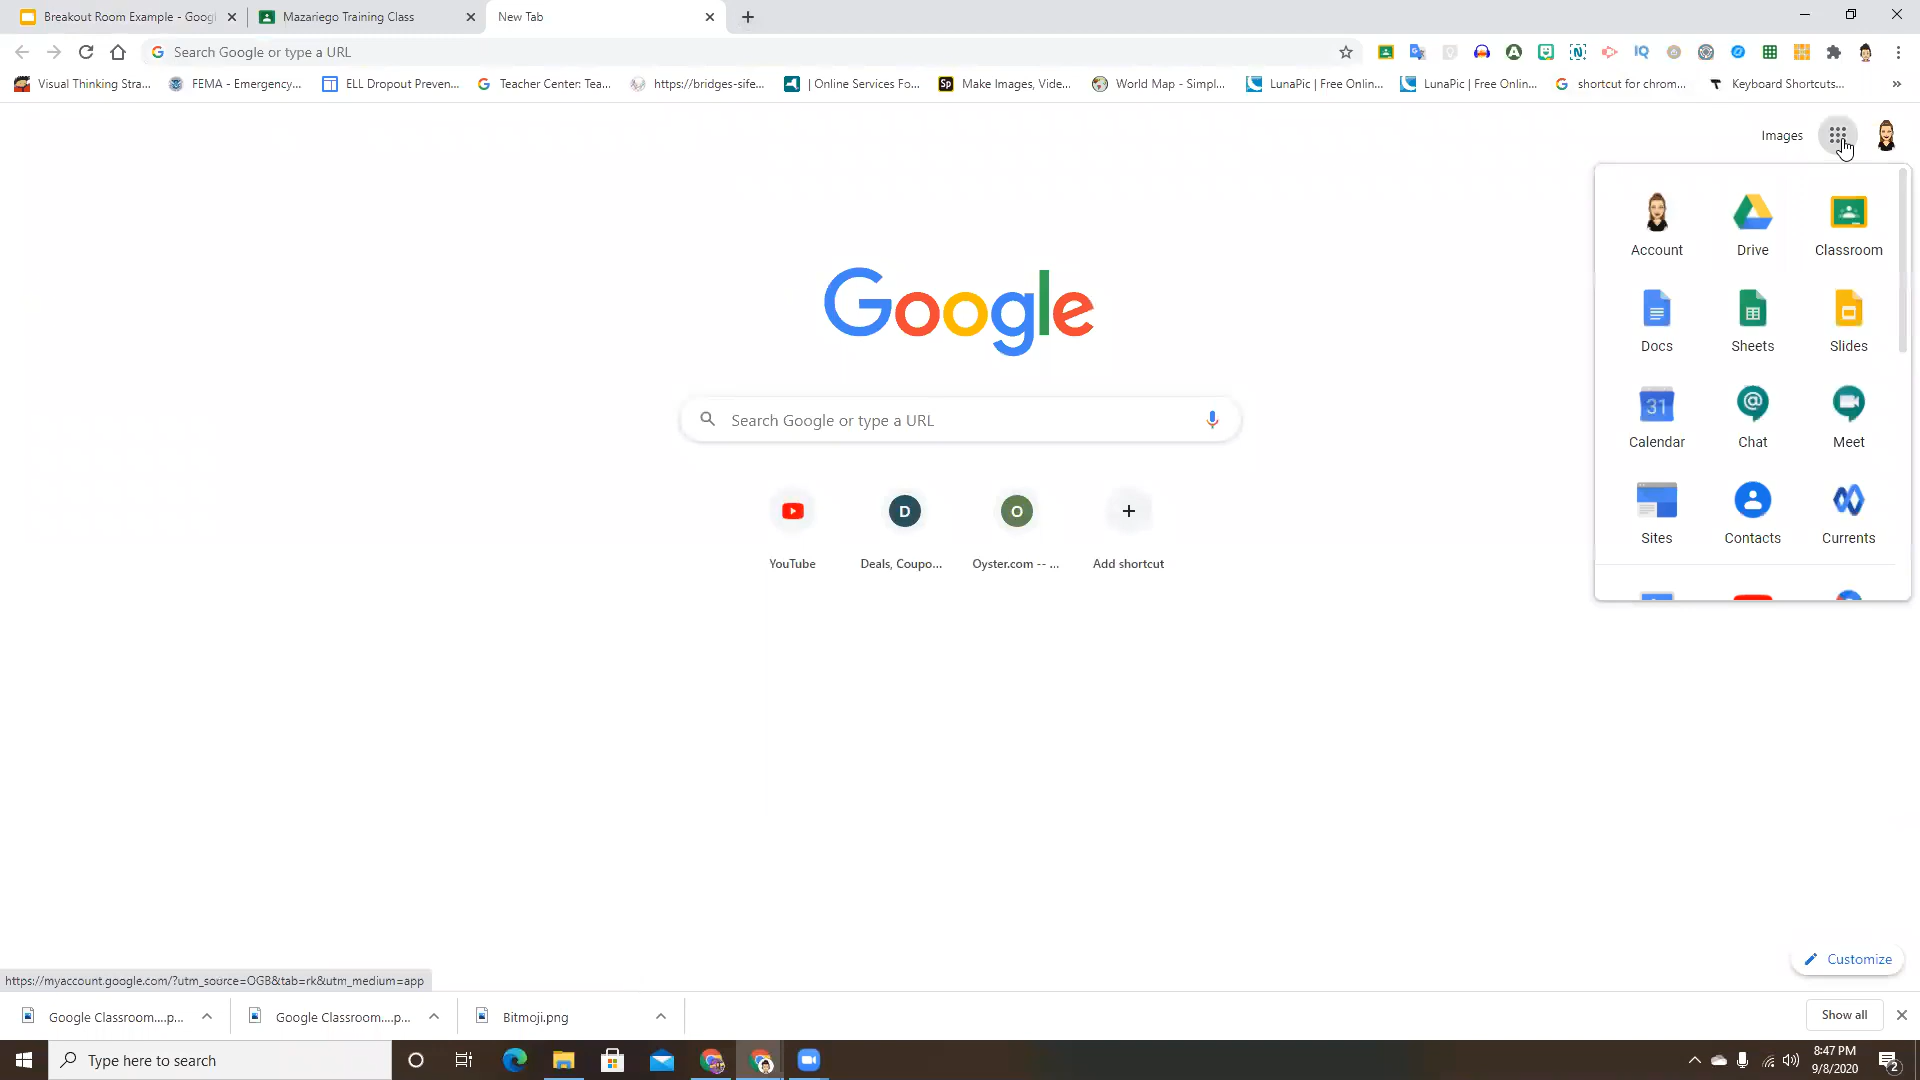 Breakout Room Example - Googl
Mazariego Training Class
New Tab
Search Google or type a URL
Visual Thinking Stra...
FEMA - Emergency...
ELL Dropout Preven...
Teacher Center: Tea...
https://bridges-sife...
| Online Services Fo...
Sp
Make Images, Vide...
World Map - Simpl...
LunaPic | Free Onlin...
LunaPic | Free Onlin...
shortcut for chrom...
Keyboard Shortcuts...
Images
Account
Drive
Classroom
Docs
Sheets
Slides
31
Calendar
Chat
Meet
Sites
Contacts
Currents
Google
Search Google or type a URL
D
O
YouTube
Deals, Coupo...
Oyster.com -- ...
Add shortcut
Customize
https://myaccount.google.com/?utm_source=OGB&tab=rk&utm_medium=app
Google Classroom....p...
Google Classroom....p...
Bitmoji.png
Show all
Type here to search
8:47 PM
9/8/2020
2